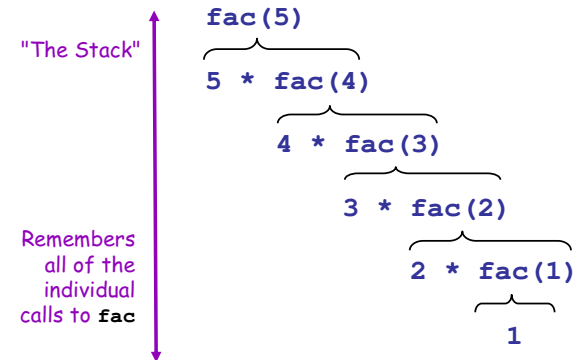 fac(5)
"The Stack"
5 * fac(4)
4 * fac(3)
3 * fac(2)
Remembers
all of the
individual
calls to fac
2 * fac(1)
1